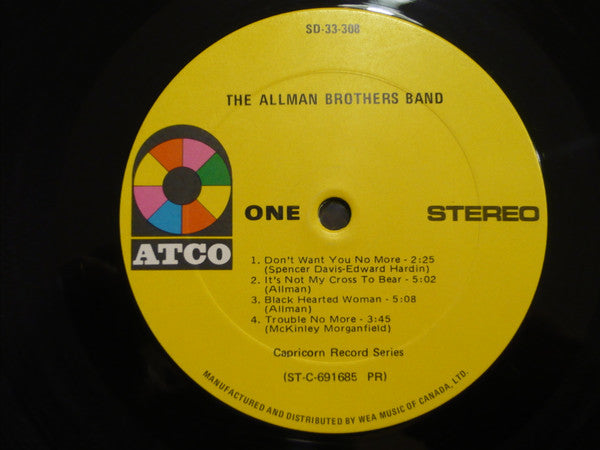 SD-33-308
THE ALLMAN BROTHERS BAND
ATCO
ONE
STEREO
1. Don't Want You No More - 2:25
(Spencer Davis-Edward Hardin)
2. It's Not My Cross To Bear - 5:02
(Allman)
3. Black Hearted Woman - 5:08
(Allman)
4. Trouble No More - 3:45
(McKinley Morganfield)
Capricorn Record Series
(ST-C-691685 PR)
MANUFACTURED AND DISTRIBUTED BY WEA MUSIC OF CANADA, LTD.